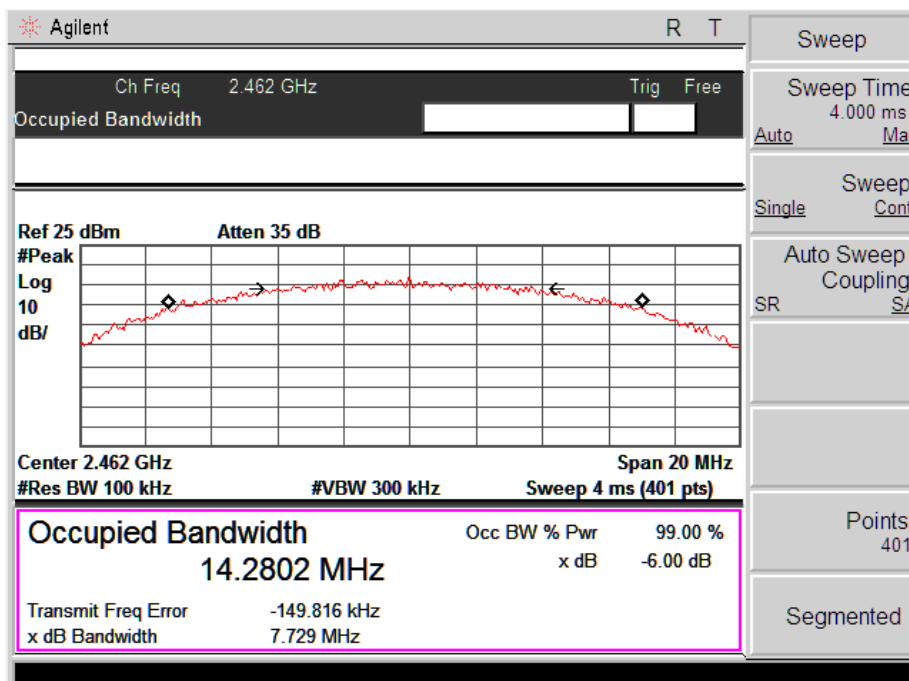 Agilent R T
Sweep
Ch Freq 2.462 GHz Trig Free
Occupied Bandwidth
Sweep Time
4.000 ms
Auto Ma
Sweep
Single Cont
Ref 25 dBm Atten 35 dB
#Peak
Log
10
dB/
Auto Sweep
Coupling
SR SA
Center 2.462 GHz Span 20 MHz
#Res BW 100 kHz #VBW 300 kHz Sweep 4 ms (401 pts)
Occupied Bandwidth Occ BW % Pwr 99.00 %
14.2802 MHz x dB -6.00 dB
Transmit Freq Error -149.816 kHz
x dB Bandwidth 7.729 MHz
Points
401
Segmented